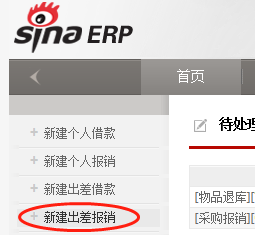 sina ERP
首页
新建个人借款
新建个人报销
新建出差借款
新建出差报销
待处理
[物品退库][
[采购报销][